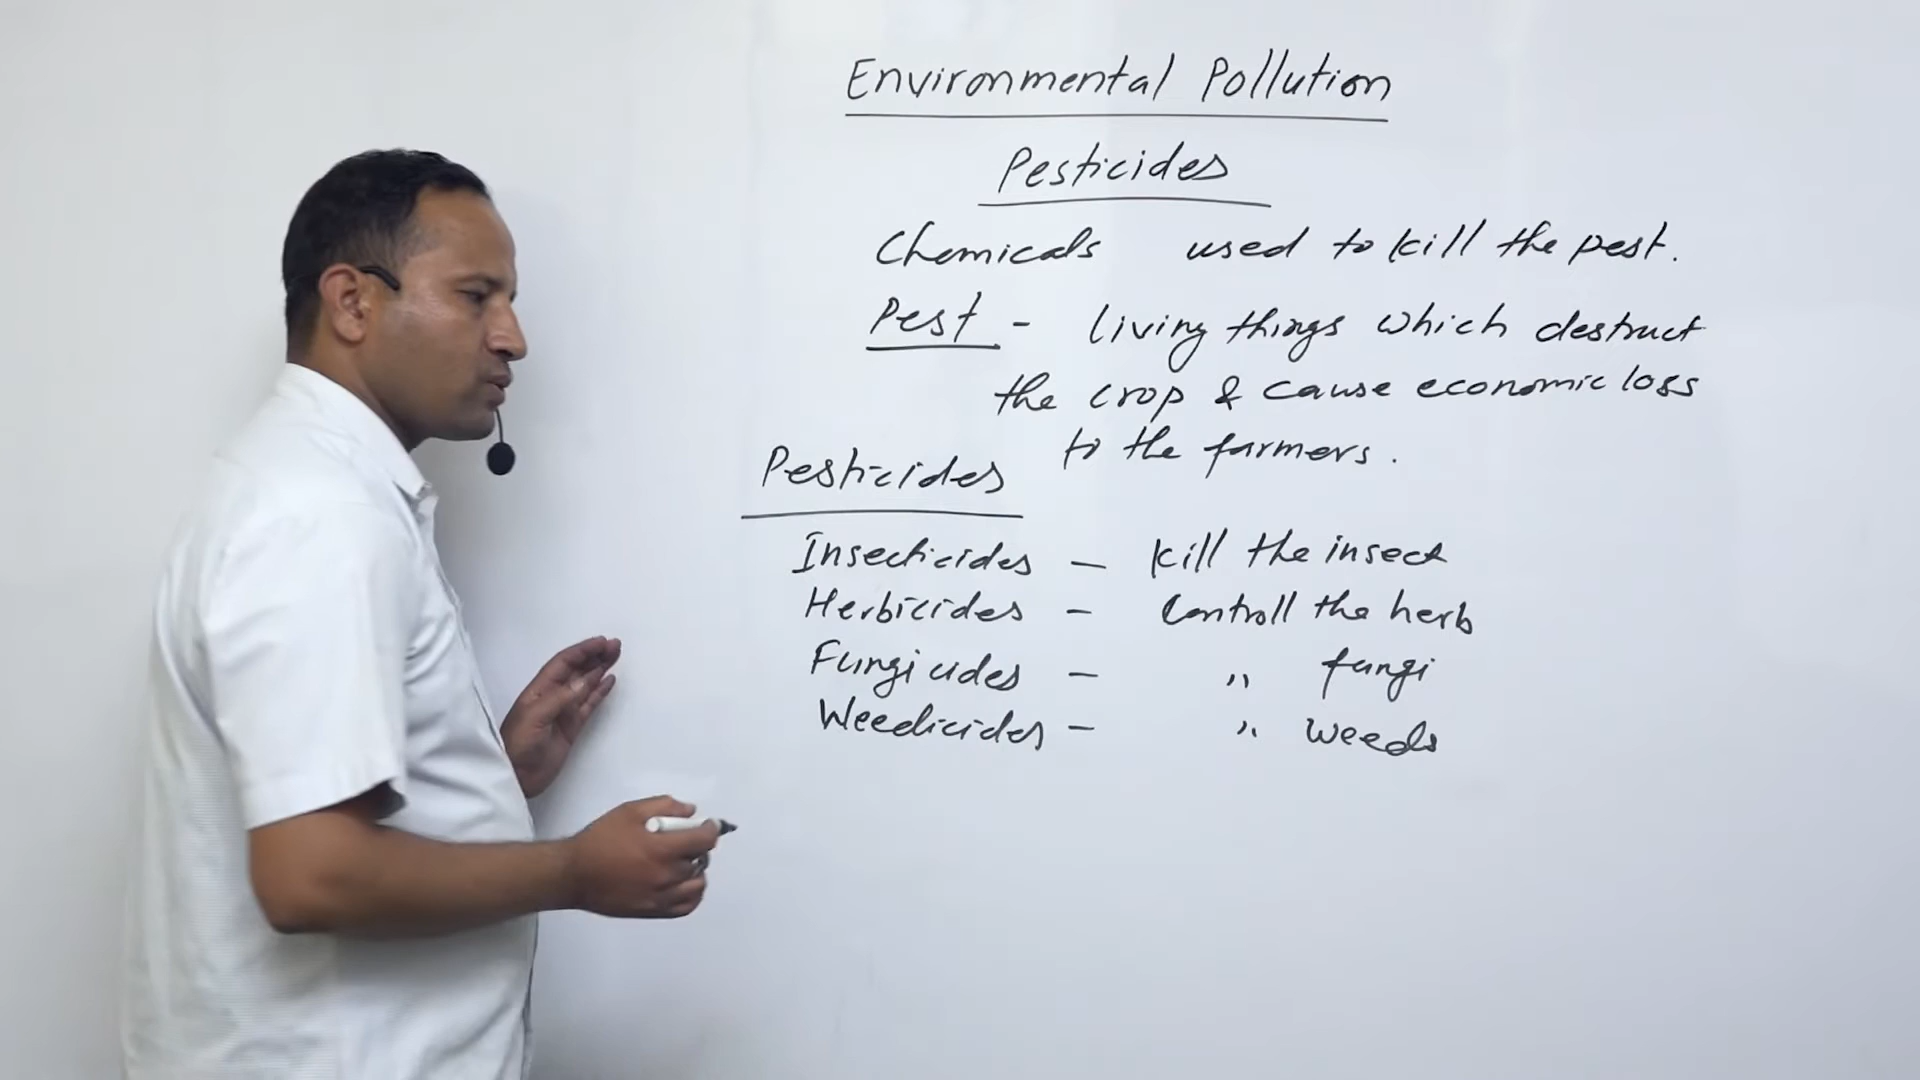 Environmental Pollution
Pesticides
Chemicals used to kill the pest.
Pest - living things which destruct
the crop & cause economic loss
to the farmers.
Pesticides
Insecticides - kill the insect
Herbicides - Controll the herb
Fungicides - " fungi
Weedicides - " weeds